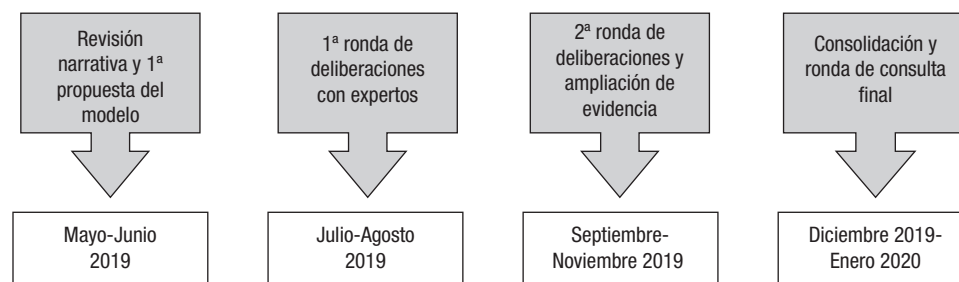 Revisión
narrativa y 1ª
propuesta del
modelo
Mayo-Junio
2019
1ª ronda de
deliberaciones
con expertos
Julio-Agosto
2019
2ª ronda de
deliberaciones y
ampliación de
evidencia
Septiembre-
Noviembre 2019
Consolidación y
ronda de consulta
final
Diciembre 2019-
Enero 2020